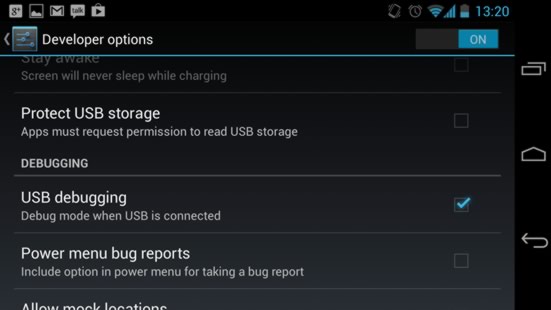 g+
talk
13:20
Developer options
ON
Stay awake
Screen will never sleep while charging
Protect USB storage
Apps must request permission to read USB storage
DEBUGGING
USB debugging
Debug mode when USB is connected
Power menu bug reports
Include option in power menu for taking a bug report
Allow mock locations